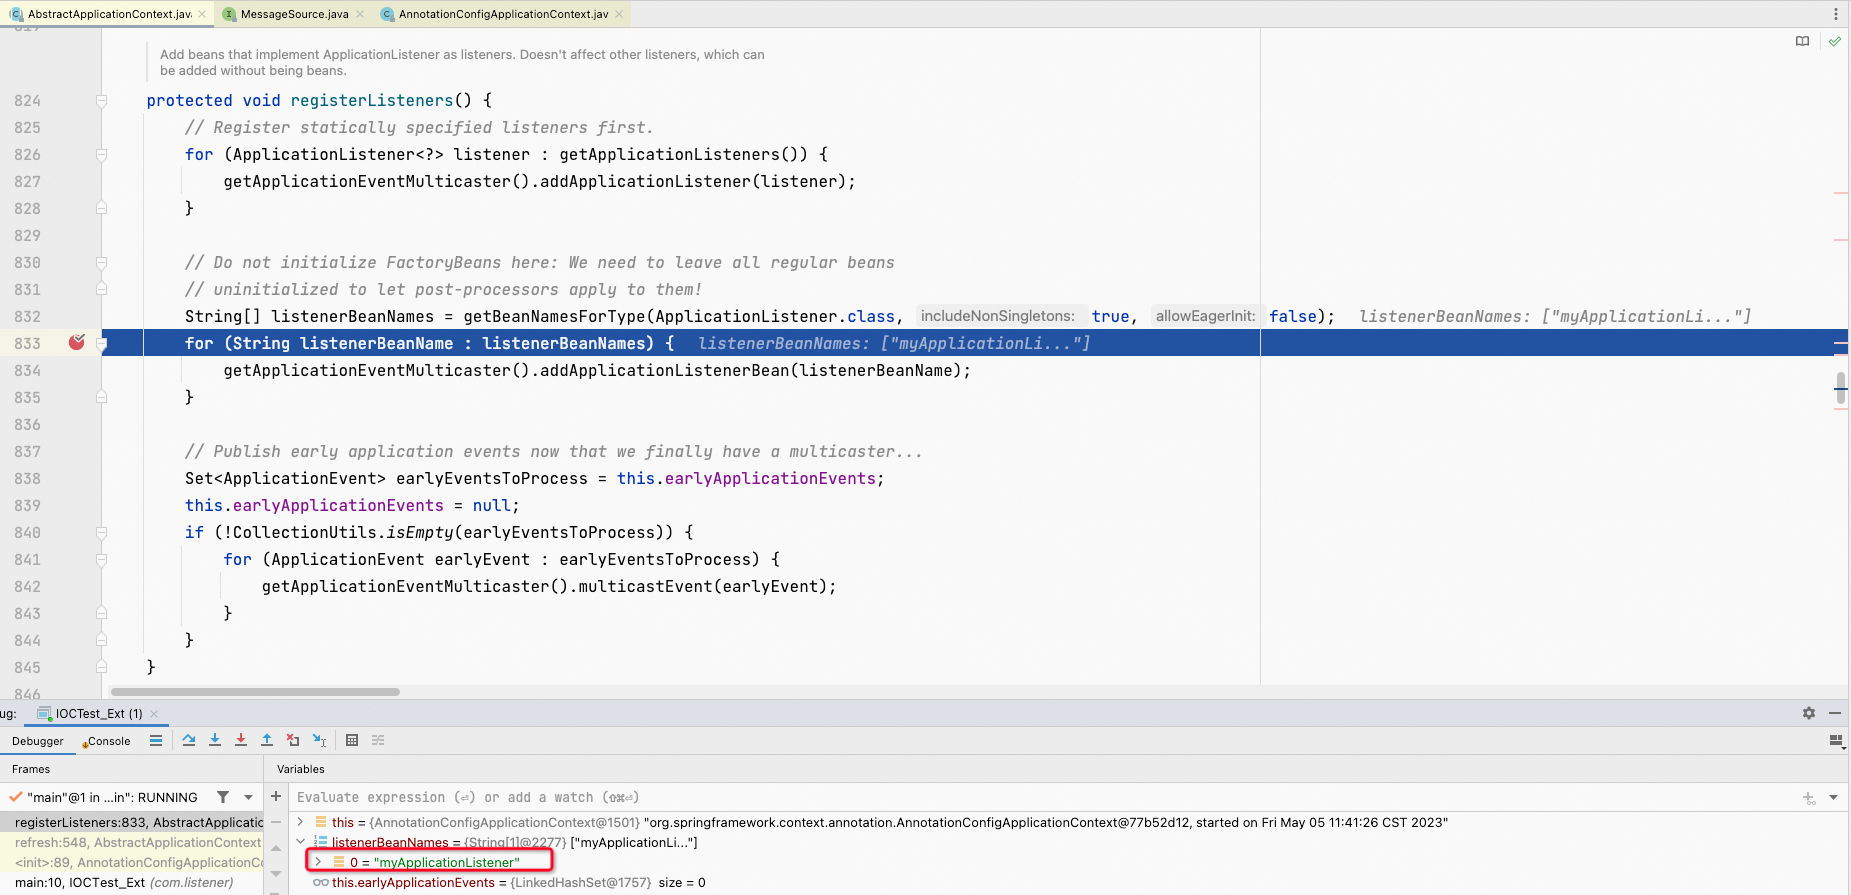 AbstractApplicationContext.java
MessageSource.java
AnnotationConfigApplicationContext.jav
817
Add beans that implement ApplicationListener as listeners. Doesn't affect other listeners, which can
be added without being beans.
824 protected void registerListeners() {
825 // Register statically specified listeners first.
826 for (ApplicationListener<?> listener : getApplicationListeners()) {
827 getApplicationEventMulticaster().addApplicationListener(listener);
828 }
829
830 // Do not initialize FactoryBeans here: We need to leave all regular beans
831 // uninitialized to let post-processors apply to them!
832 String[] listenerBeanNames = getBeanNamesForType(ApplicationListener.class, includeNonSingletons: true, allowEagerInit: false); listenerBeanNames: ["myApplicationLi..."]
833 for (String listenerBeanName : listenerBeanNames) { listenerBeanNames: ["myApplicationLi..."]
834 getApplicationEventMulticaster().addApplicationListenerBean(listenerBeanName);
835 }
836
837 // Publish early application events now that we finally have a multicaster...
838 Set<ApplicationEvent> earlyEventsToProcess = this.earlyApplicationEvents;
839 this.earlyApplicationEvents = null;
840 if (!CollectionUtils.isEmpty(earlyEventsToProcess)) {
841 for (ApplicationEvent earlyEvent : earlyEventsToProcess) {
842 getApplicationEventMulticaster().multicastEvent(earlyEvent);
843 }
844 }
845 }
846
ug: IOCTest_Ext (1)
Debugger Console
Frames
Variables
"main"@1 in ...in": RUNNING
Evaluate expression (⏎) or add a watch (⇧⌘⏎)
registerListeners:833, AbstractApplicatic
refresh:548, AbstractApplicationContext
<init>:89, AnnotationConfigApplicationCo
main:10, IOCTest_Ext (com.listener)
this = {AnnotationConfigApplicationContext@1501} "org.springframework.context.annotation.AnnotationConfigApplicationContext@77b52d12, started on Fri May 05 11:41:26 CST 2023"
listenerBeanNames = {String[1]@2277} ["myApplicationLi..."]
0 = "myApplicationListener"
this.earlyApplicationEvents = {LinkedHashSet@1757} size = 0